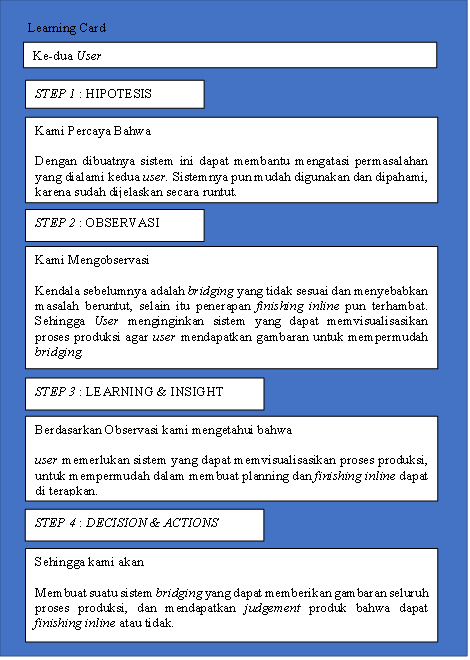 Learning Card
Ke-dua User
STEP 1 : HIPOTESIS
Kami Percaya Bahwa
Dengan dibuatnya sistem ini dapat membantu mengatasi permasalahan
yang dialami kedua user. Sistemnya pun mudah digunakan dan dipahami,
karena sudah dijelaskan secara runtut.
STEP 2 : OBSERVASI
Kami Mengobservasi
Kendala sebelumnya adalah bridging yang tidak sesuai dan menyebabkan
masalah beruntut, selain itu penerapan finishing inline pun terhambat.
Sehingga User menginginkan sistem yang dapat memvisualisasikan
proses produksi agar user mendapatkan gambaran untuk mempermudah
bridging.
STEP 3 : LEARNING & INSIGHT
Berdasarkan Observasi kami mengetahui bahwa
user memerlukan sistem yang dapat memvisualisasikan proses produksi,
untuk mempermudah dalam membuat planning dan finishing inline dapat
di terapkan.
STEP 4 : DECISION & ACTIONS
Sehingga kami akan
Membuat suatu sistem bridging yang dapat memberikan gambaran seluruh
proses produksi, dan mendapatkan judgement produk bahwa dapat
finishing inline atau tidak.